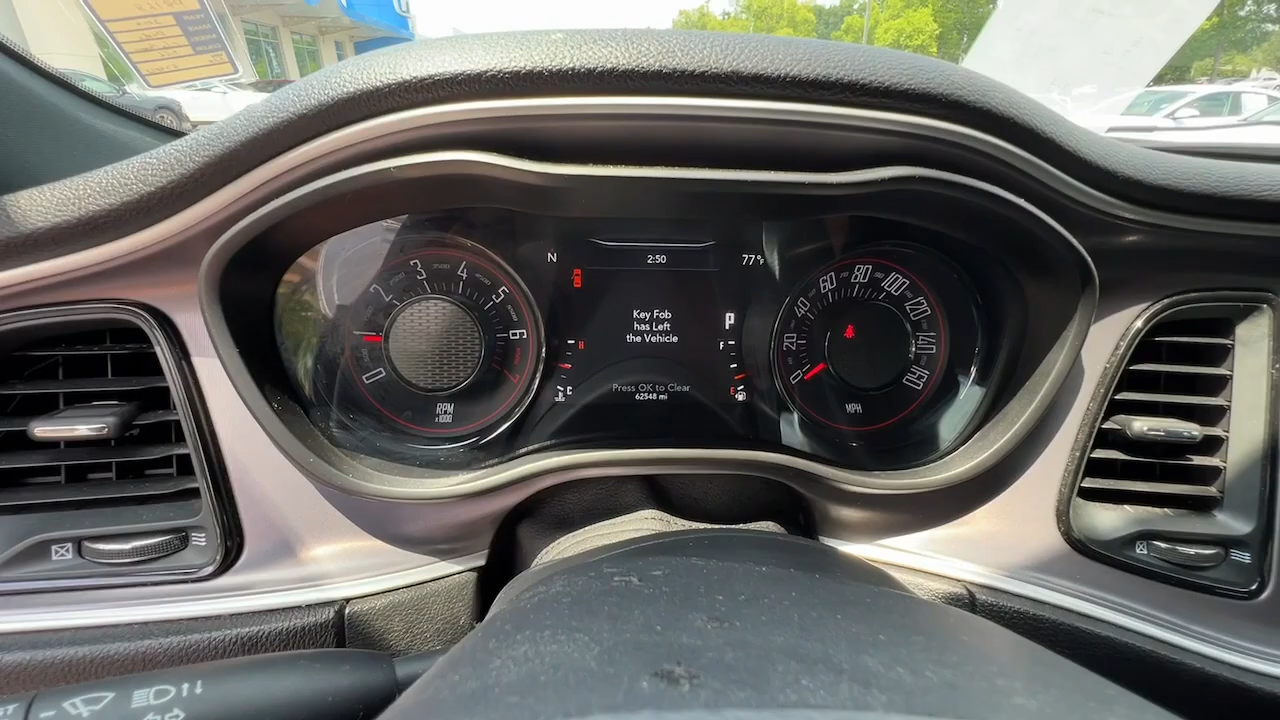 N
2:50
77°F
Key Fob
has Left
the Vehicle
Press OK to Clear
62548 mi
P
H
C
F
E
0
2
3
4
5
6
7
RPM
x1000
0
20
40
60
80
100
120
140
160
MPH